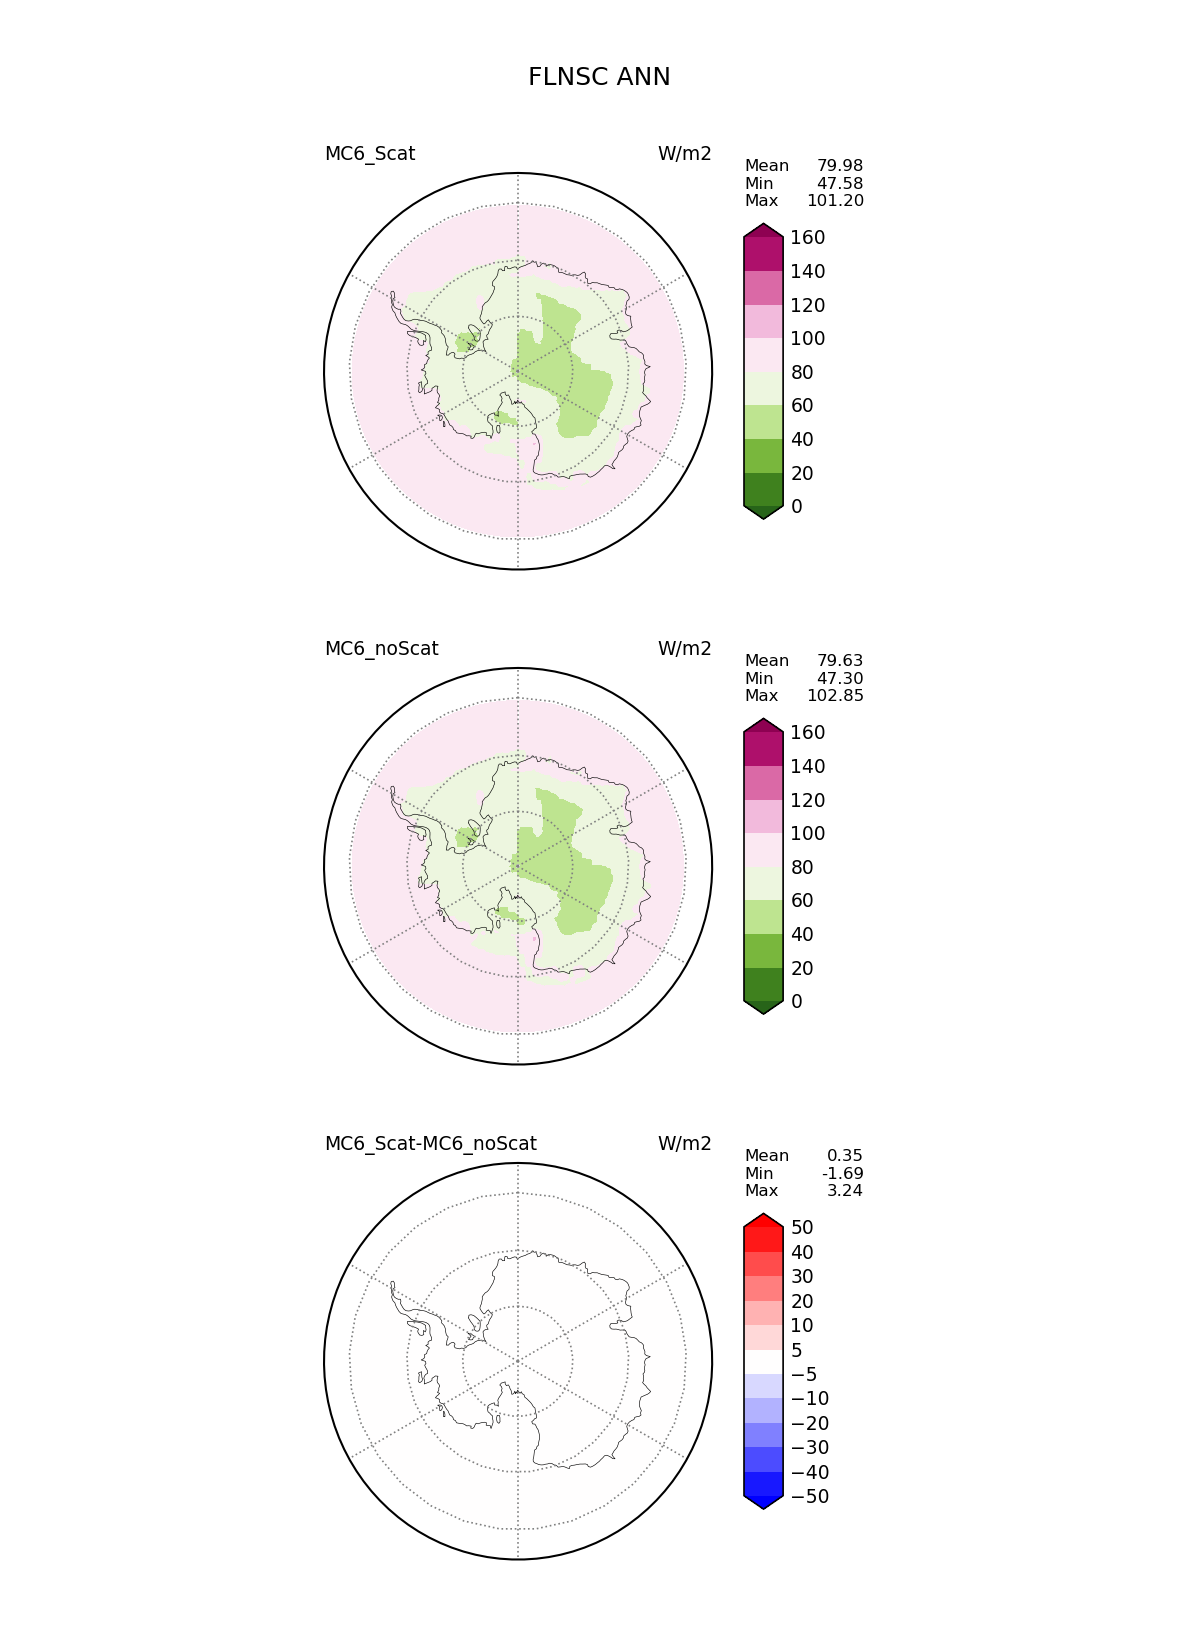 FLNSC ANN
MC6_Scat W/m2
Mean 79.98
Min 47.58
Max 101.20
160
140
120
100
80
60
40
20
0
MC6_noScat W/m2
Mean 79.63
Min 47.30
Max 102.85
160
140
120
100
80
60
40
20
0
MC6_Scat-MC6_noScat W/m2
Mean 0.35
Min -1.69
Max 3.24
50
40
30
20
10
5
−5
−10
−20
−30
−40
−50